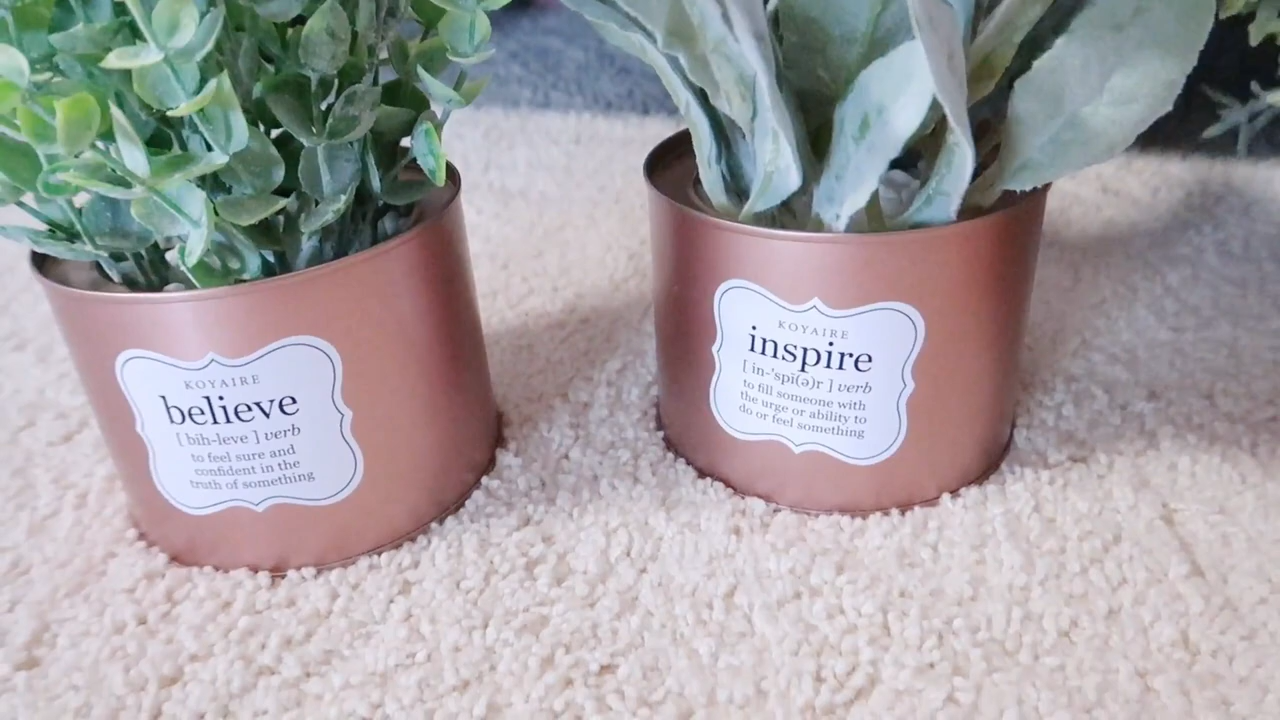 KOYAIRE
believe
[ bih-leve ] verb
to feel sure and
confident in the
truth of something
KOYAIRE
inspire
[ in-'spī(ə)r ] verb
to fill someone with
the urge or ability to
do or feel something